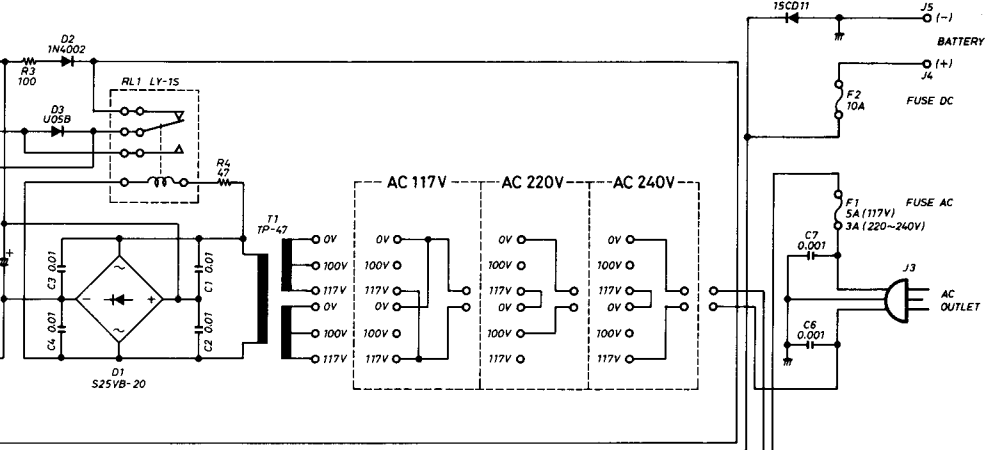 15CD11
J5
(-)
BATTERY
(+)
J4
F2
10A
FUSE DC
D2
1N4002
R3
100
RL1 LY-1S
D3
U05B
R4
47
AC 117V
AC 220V
AC 240V
F1
5A (117V)
3A (220~240V)
FUSE AC
T1
TP-47
0V
100V
117V
0V
100V
117V
0V
100V
117V
0V
100V
117V
0V
100V
117V
0V
100V
117V
0V
100V
117V
0V
100V
117V
C7
0.001
J3
AC
OUTLET
C6
0.001
C3 0.01
C1 0.01
C4 0.01
C2 0.01
~
-
+
~
+
D1
S25VB-20